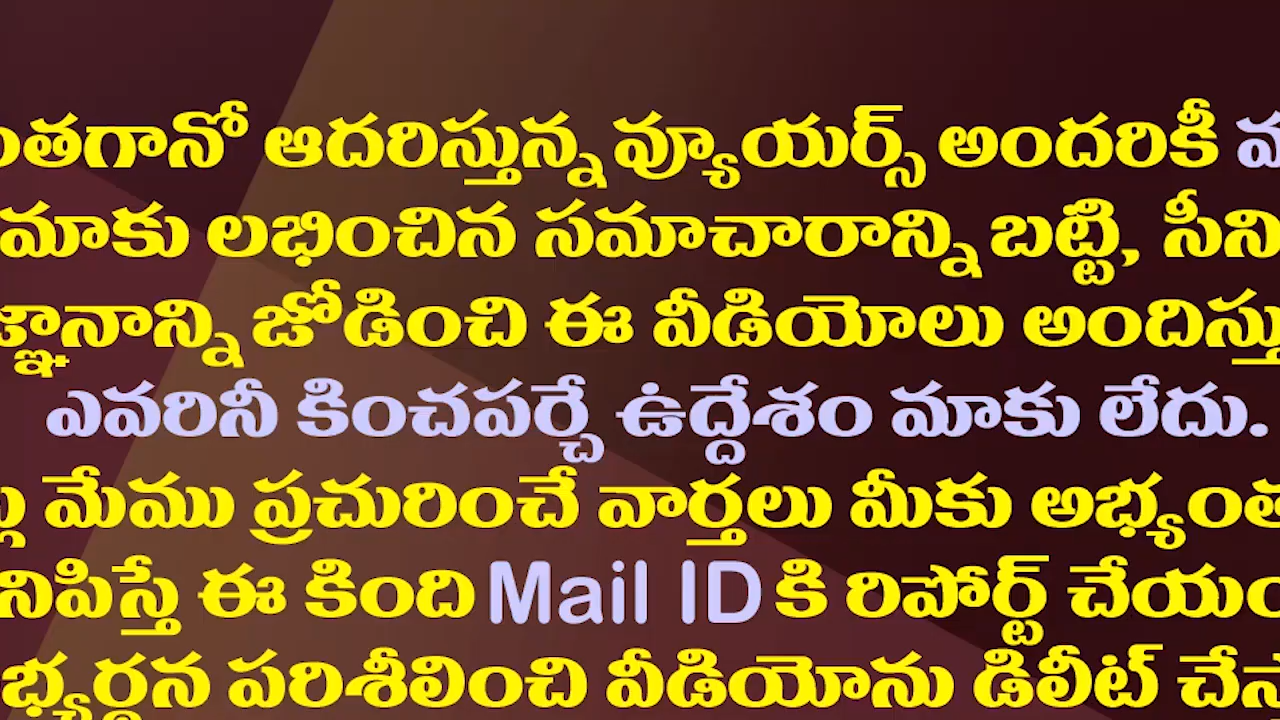 ంతగానో ఆదరిస్తున్న వ్యూయర్స్ అందరికీ
మాకు లభించిన సమాచారాన్ని బట్టి, సీని
జ్ఞానాన్ని జోడించి ఈ వీడియోలు అందిస్తు
ఎవరినీ కించపర్చే ఉద్దేశం మాకు లేదు.
మేము ప్రచురించే వార్తలు మీకు అభ్యంత
నిపిస్తే ఈ కింది Mail ID కి రిపోర్ట్ చేయం
భ్యర్థన పరిశీలించి వీడియోను డిలీట్ చేస